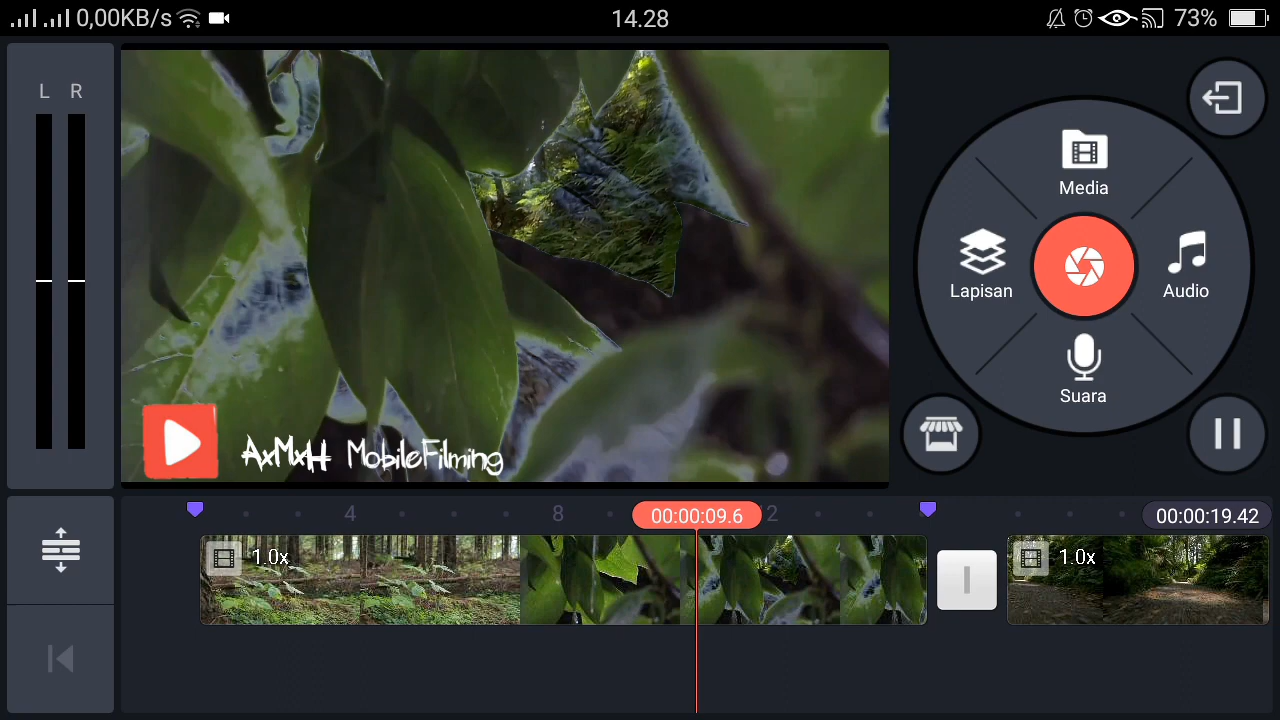 0,00KB/s 14.28 73%
L R
Media
Lapisan
Audio
Suara
AxMxH MobileFilming
4 8 00:00:09.6 2 00:00:19.42
1.0x 1.0x